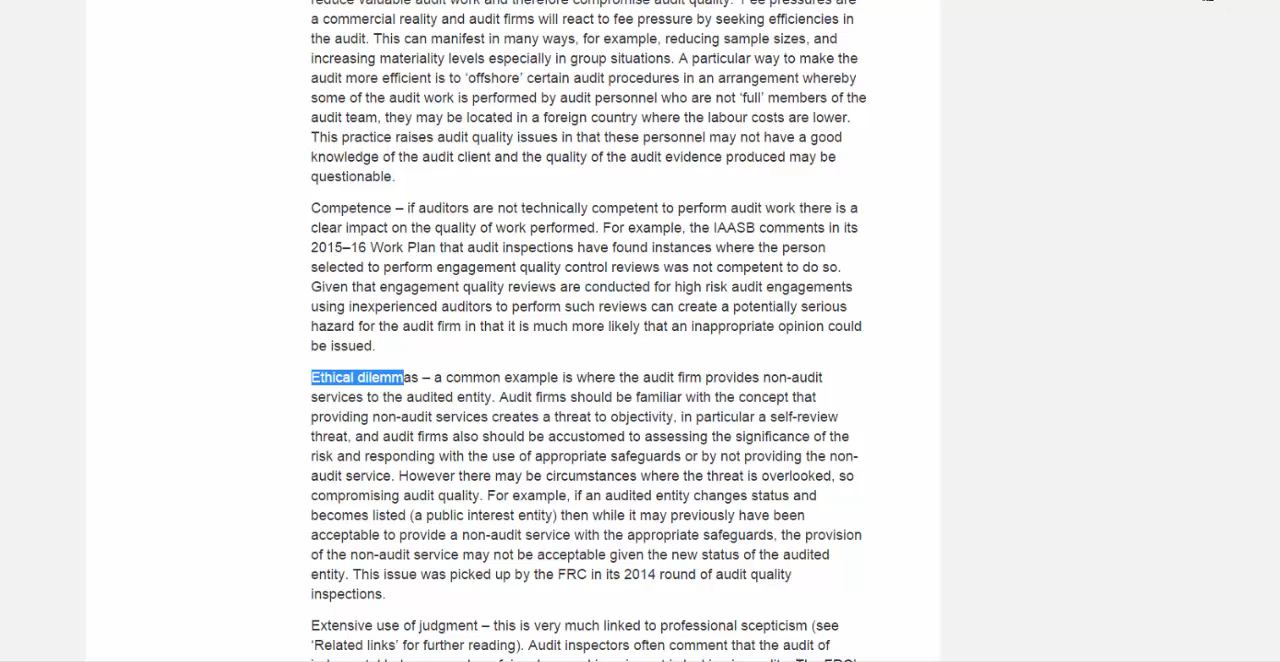 reduce valuable audit work and therefore compromise audit quality. Fee pressures are
a commercial reality and audit firms will react to fee pressure by seeking efficiencies in
the audit. This can manifest in many ways, for example, reducing sample sizes, and
increasing materiality levels especially in group situations. A particular way to make the
audit more efficient is to ‘offshore’ certain audit procedures in an arrangement whereby
some of the audit work is performed by audit personnel who are not ‘full’ members of the
audit team, they may be located in a foreign country where the labour costs are lower.
This practice raises audit quality issues in that these personnel may not have a good
knowledge of the audit client and the quality of the audit evidence produced may be
questionable.
Competence – if auditors are not technically competent to perform audit work there is a
clear impact on the quality of work performed. For example, the IAASB comments in its
2015–16 Work Plan that audit inspections have found instances where the person
selected to perform engagement quality control reviews was not competent to do so.
Given that engagement quality reviews are conducted for high risk audit engagements
using inexperienced auditors to perform such reviews can create a potentially serious
hazard for the audit firm in that it is much more likely that an inappropriate opinion could
be issued.
Ethical dilemmas – a common example is where the audit firm provides non-audit
services to the audited entity. Audit firms should be familiar with the concept that
providing non-audit services creates a threat to objectivity, in particular a self-review
threat, and audit firms also should be accustomed to assessing the significance of the
risk and responding with the use of appropriate safeguards or by not providing the non-
audit service. However there may be circumstances where the threat is overlooked, so
compromising audit quality. For example, if an audited entity changes status and
becomes listed (a public interest entity) then while it may previously have been
acceptable to provide a non-audit service with the appropriate safeguards, the provision
of the non-audit service may not be acceptable given the new status of the audited
entity. This issue was picked up by the FRC in its 2014 round of audit quality
inspections.
Extensive use of judgment – this is very much linked to professional scepticism (see
‘Related links’ for further reading). Audit inspectors often comment that the audit of